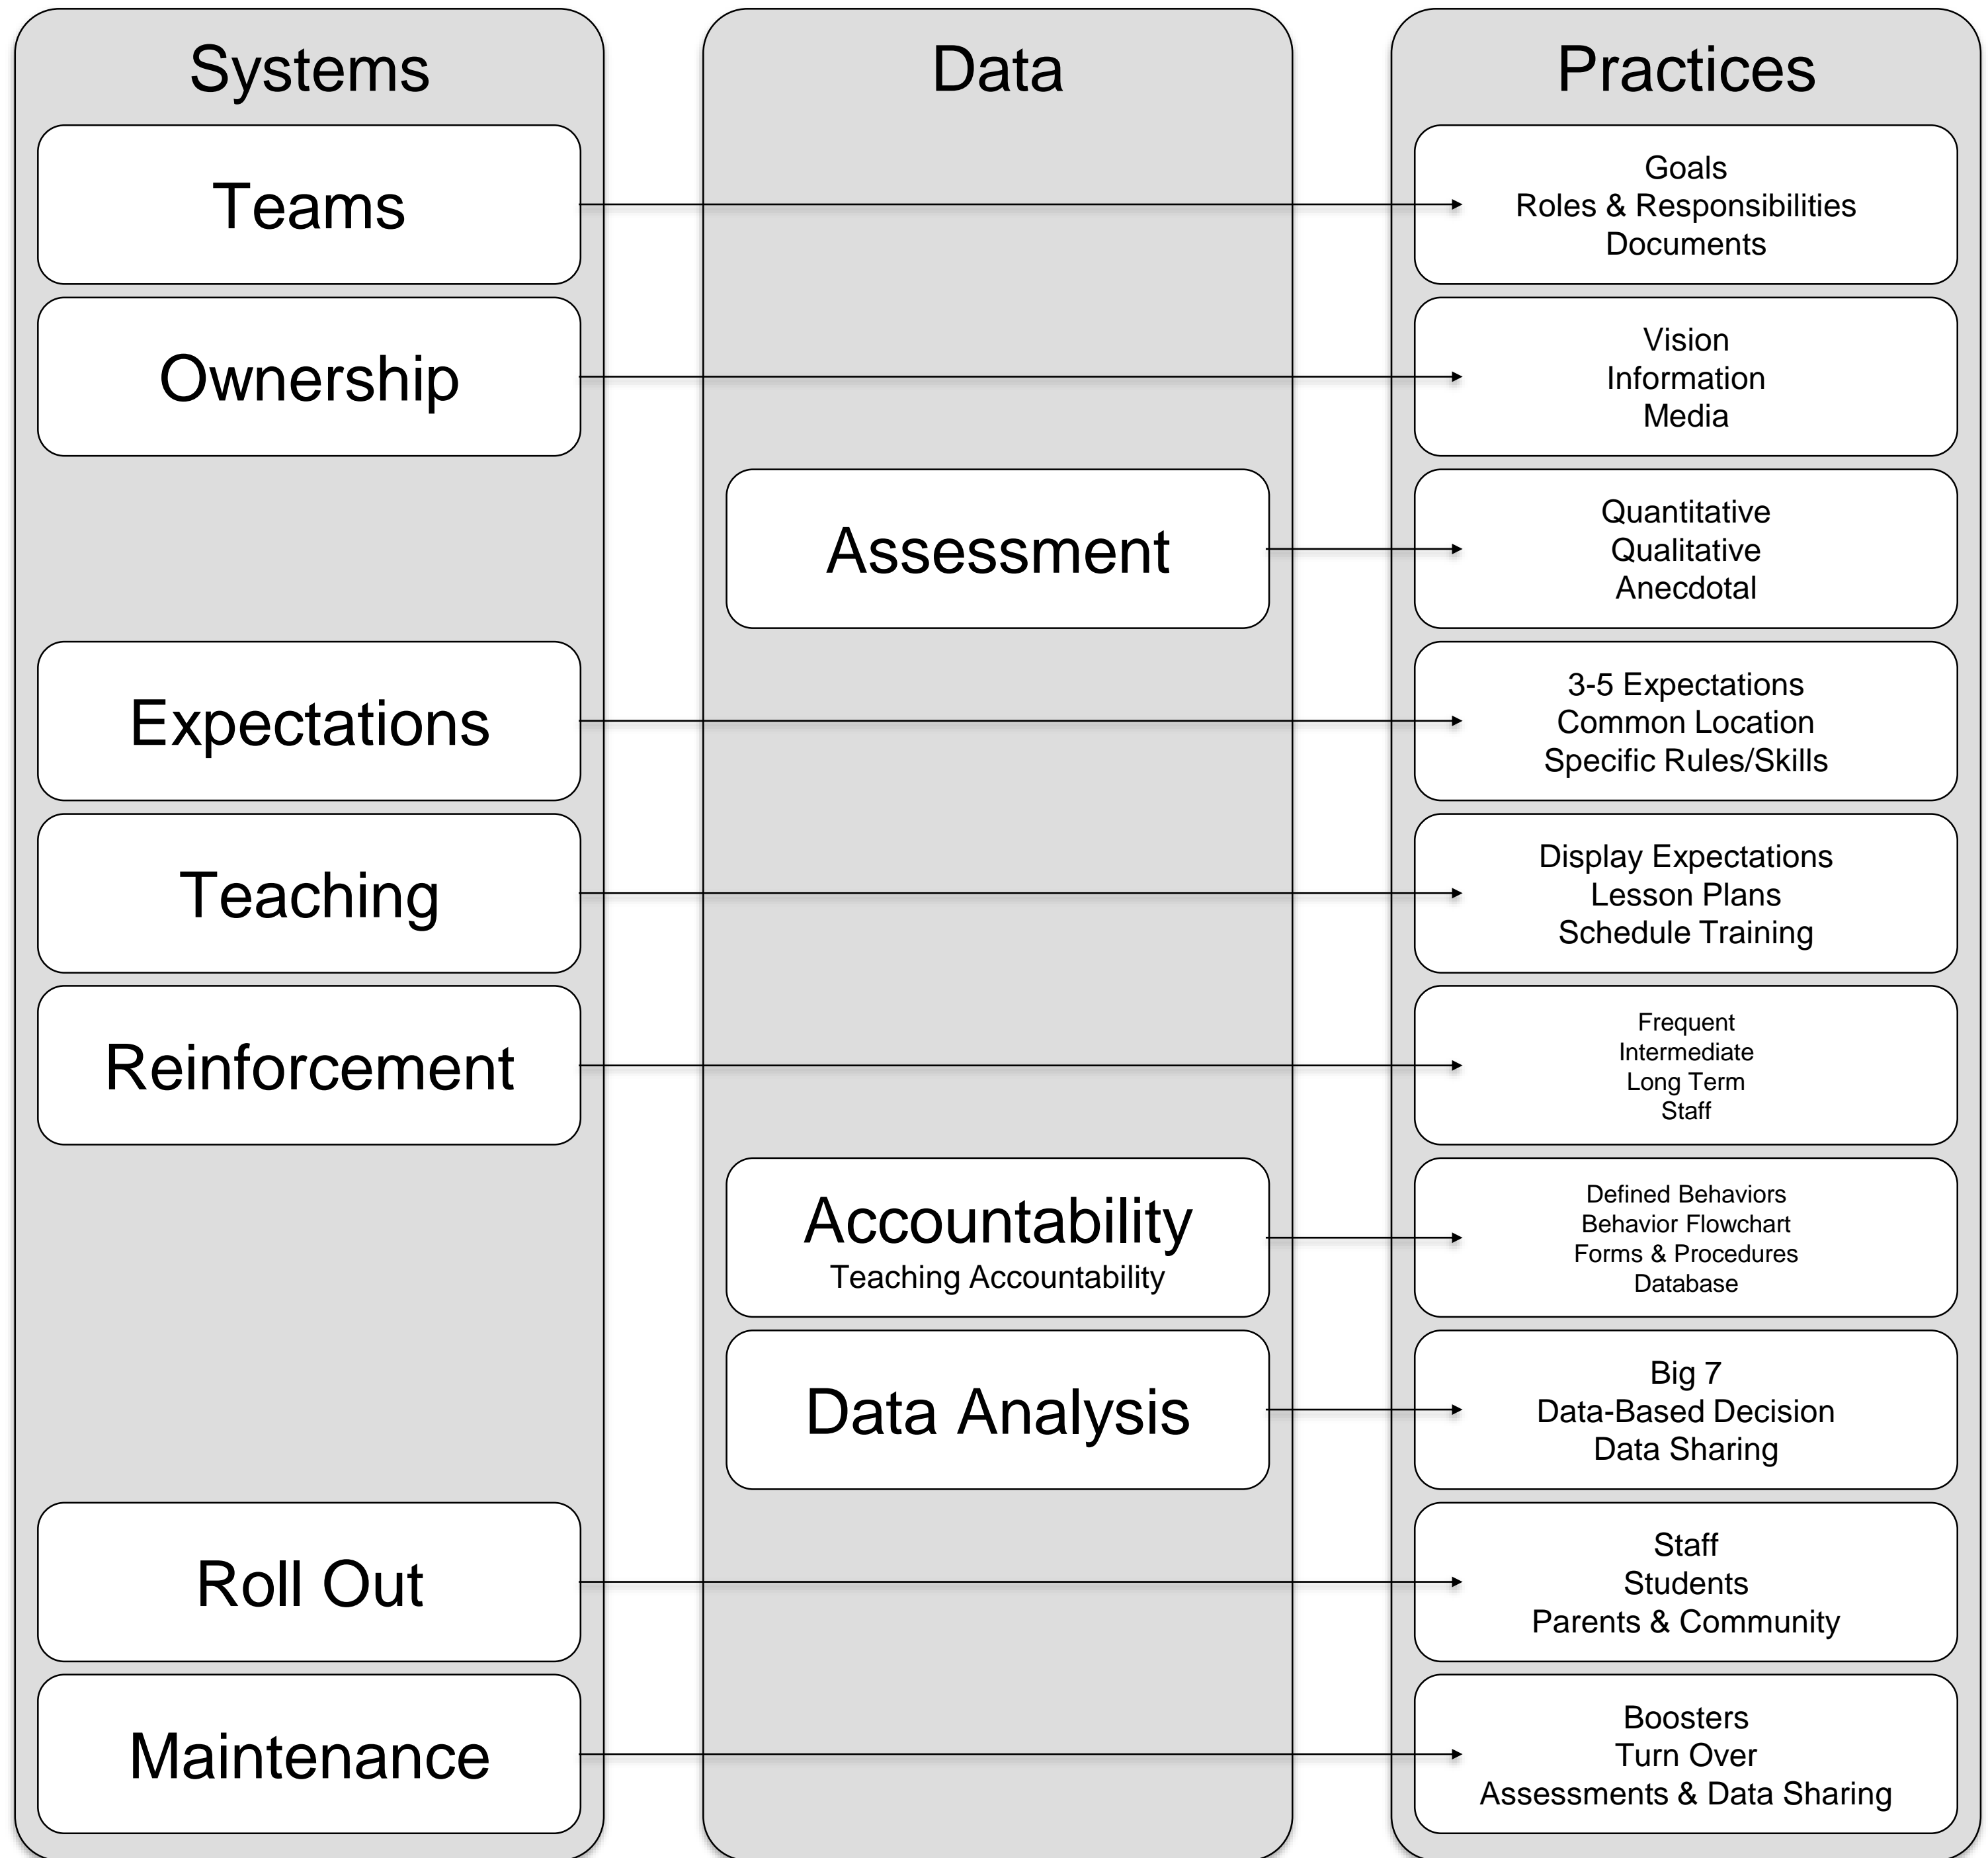 Systems
Data
Practices
Teams
Goals
Roles & Responsibilities
Documents
Ownership
Vision
Information
Media
Assessment
Quantitative
Qualitative
Anecdotal
Expectations
3-5 Expectations
Common Location
Specific Rules/Skills
Teaching
Display Expectations
Lesson Plans
Schedule Training
Reinforcement
Frequent
Intermediate
Long Term
Staff
Accountability
Teaching Accountability
Defined Behaviors
Behavior Flowchart
Forms & Procedures
Database
Data Analysis
Big 7
Data-Based Decision
Data Sharing
Roll Out
Staff
Students
Parents & Community
Maintenance
Boosters
Turn Over
Assessments & Data Sharing